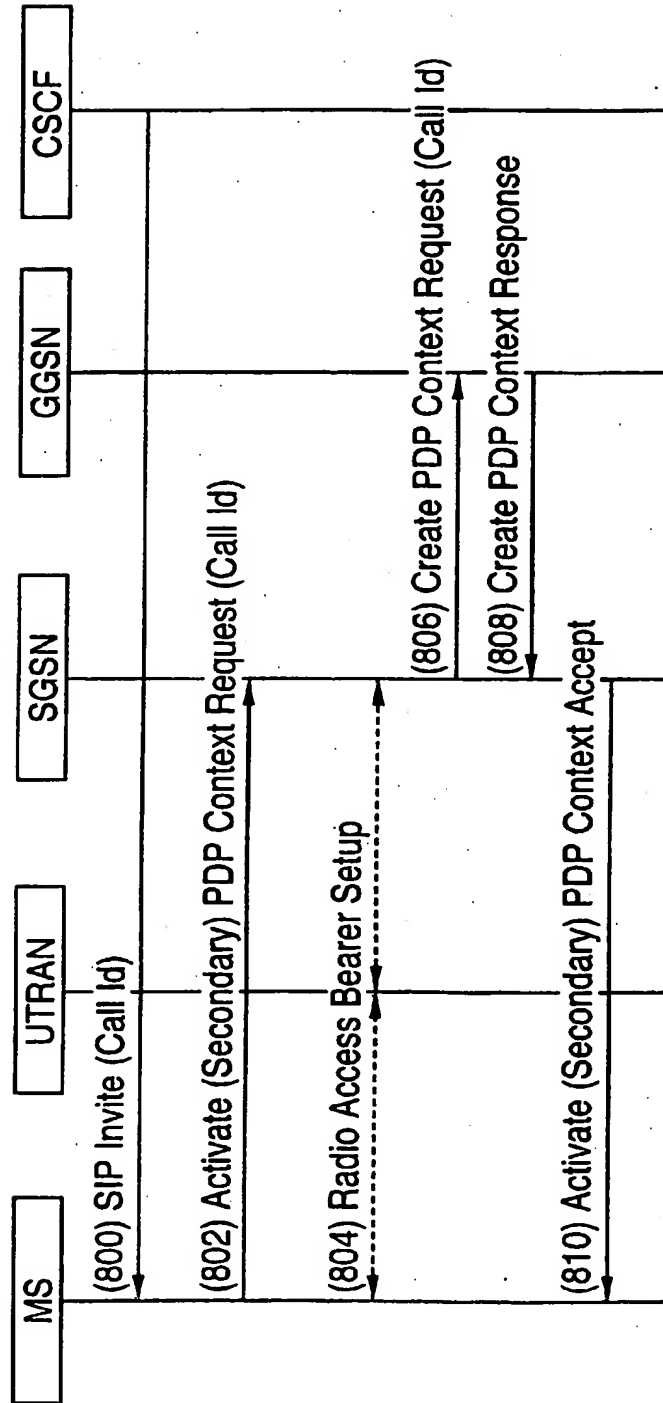 MS
UTRAN
SGSN
GGSN
CSCF
(800) SIP Invite (Call Id)
(802) Activate (Secondary) PDP Context Request (Call Id)
(804) Radio Access Bearer Setup
(806) Create PDP Context Request (Call Id)
(808) Create PDP Context Response
(810) Activate (Secondary) PDP Context Accept